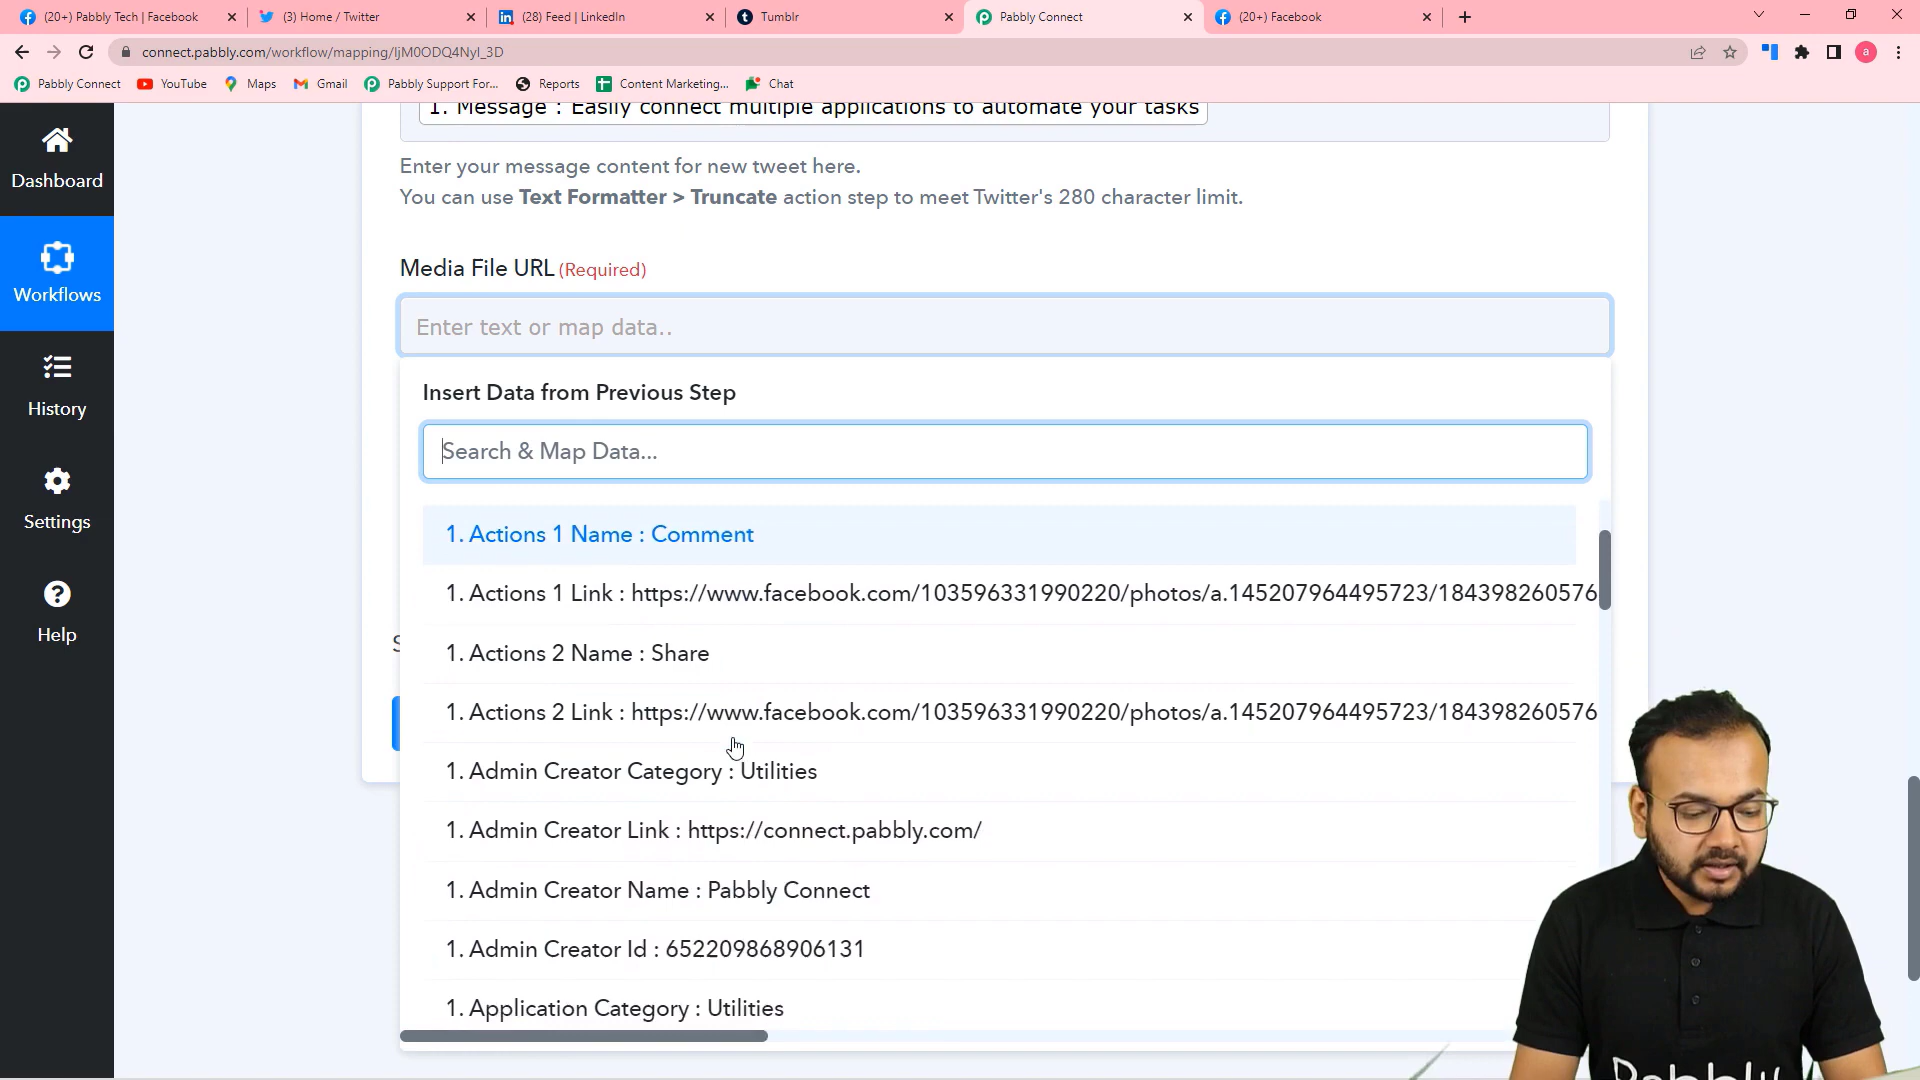 (20+) Pabbly Tech | Facebook
(3) Home / Twitter
(28) Feed | LinkedIn
Tumblr
Pabbly Connect
(20+) Facebook
connect.pabbly.com/workflow/mapping/IjM0ODQ4NyI_3D
a
Pabbly Connect
YouTube
Maps
Gmail
Pabbly Support For...
Reports
Content Marketing...
Chat
Dashboard
Workflows
History
Settings
Help
1. Message : Easily connect multiple applications to automate your tasks
Enter your message content for new tweet here.
You can use Text Formatter > Truncate action step to meet Twitter's 280 character limit.
Media File URL (Required)
Enter text or map data..
Insert Data from Previous Step
Search & Map Data...
1. Actions 1 Name : Comment
1. Actions 1 Link : https://www.facebook.com/103596331990220/photos/a.145207964495723/184398260576
1. Actions 2 Name : Share
1. Actions 2 Link : https://www.facebook.com/103596331990220/photos/a.145207964495723/184398260576
1. Admin Creator Category : Utilities
1. Admin Creator Link : https://connect.pabbly.com/
1. Admin Creator Name : Pabbly Connect
1. Admin Creator Id : 652209868906131
1. Application Category : Utilities
Pabbly